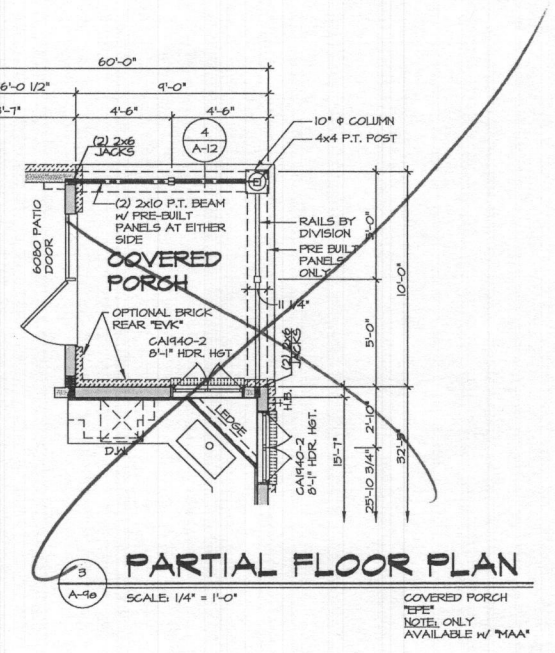 60'-0"
6'-0 1/2"
9'-0"
4'-6"
4'-6"
4
A-12
10" Φ COLUMN
4x4 P.T. POST
(2) 2x6
JACKS
(2) 2x10 P.T. BEAM
W/ PRE-BUILT
PANELS AT EITHER
SIDE
RAILS BY
DIVISION
PRE BUILT
PANELS
ONLY
6080 PATIO
DOOR
COVERED
PORCH
5'-0"
10'-0"
11 1/4"
OPTIONAL BRICK
REAR "EVK"
CA1940-2
8'-1" HDR. HGT
(2) 2x6
JACKS
5'-0"
H.B.
LEDGE
DW
CA1940-2
8'-1" HDR. HGT.
15'-7"
2'-10"
25'-10 3/4"
3
A-9a
PARTIAL FLOOR PLAN
SCALE: 1/4" = 1'-0"
COVERED PORCH
"EPE"
NOTE: ONLY
AVAILABLE W/ "MAA"